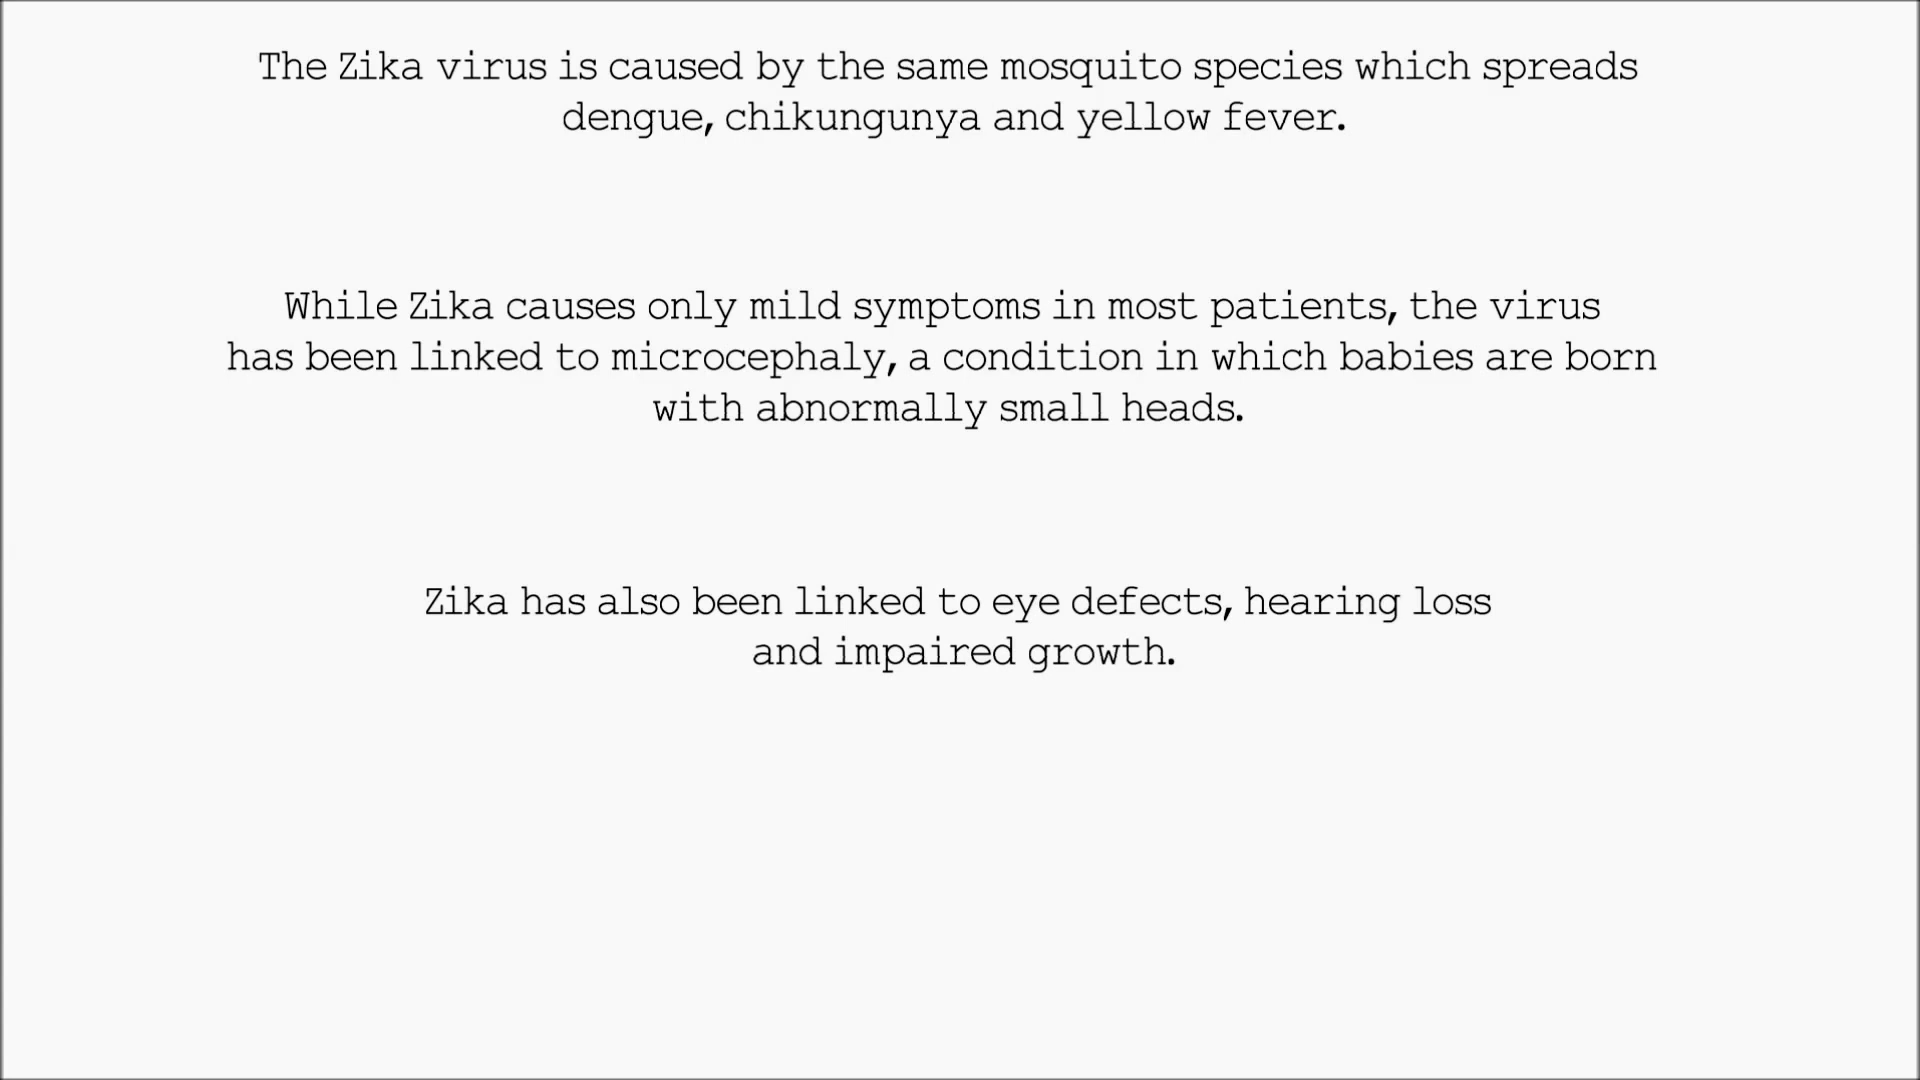 The Zika virus is caused by the same mosquito species which spreads
dengue, chikungunya and yellow fever.
While Zika causes only mild symptoms in most patients, the virus
has been linked to microcephaly, a condition in which babies are born
with abnormally small heads.
Zika has also been linked to eye defects, hearing loss
and impaired growth.